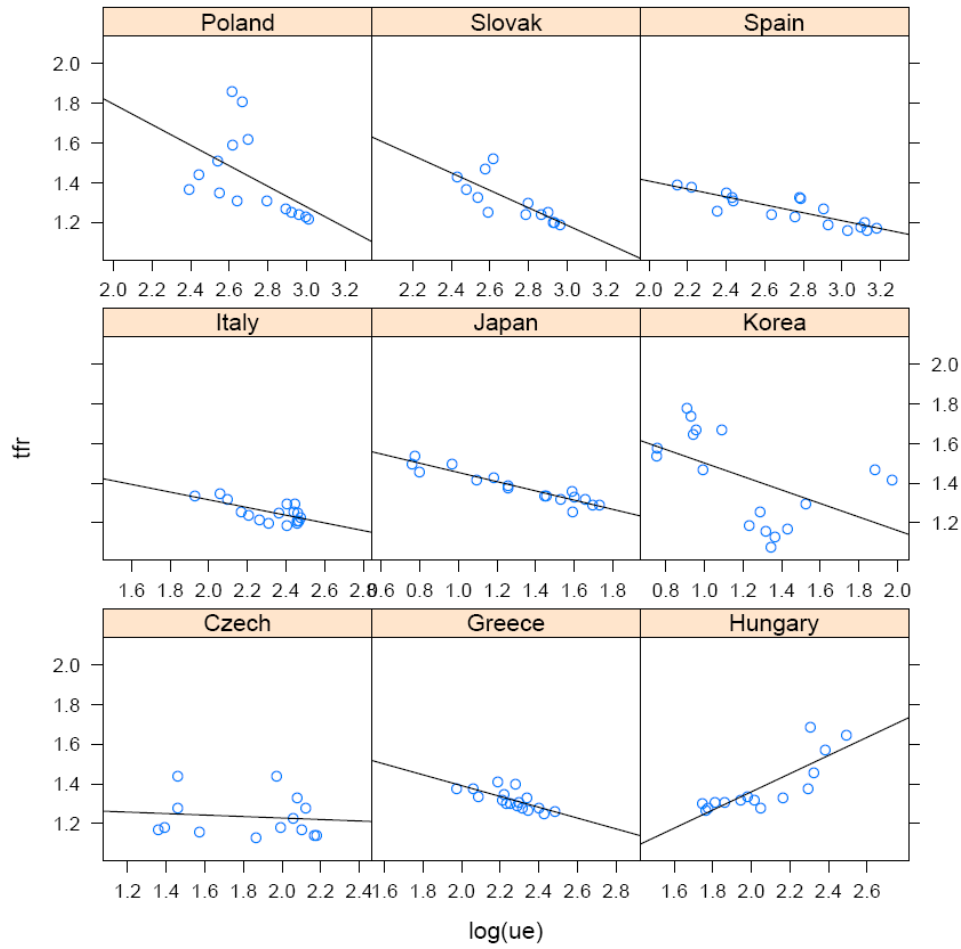 Poland Slovak Spain
2.0
1.8
1.6
1.4
1.2
2.0 2.2 2.4 2.6 2.8 3.0 3.2 2.2 2.4 2.6 2.8 3.0 3.2 2.0 2.2 2.4 2.6 2.8 3.0 3.2
Italy Japan Korea
2.0
1.8
1.6
1.4
1.2
tfr
1.6 1.8 2.0 2.2 2.4 2.6 2.8 0.6 0.8 1.0 1.2 1.4 1.6 1.8 0.8 1.0 1.2 1.4 1.6 1.8 2.0
Czech Greece Hungary
2.0
1.8
1.6
1.4
1.2
1.2 1.4 1.6 1.8 2.0 2.2 2.4 1.6 1.8 2.0 2.2 2.4 2.6 2.8 1.6 1.8 2.0 2.2 2.4 2.6
log(ue)